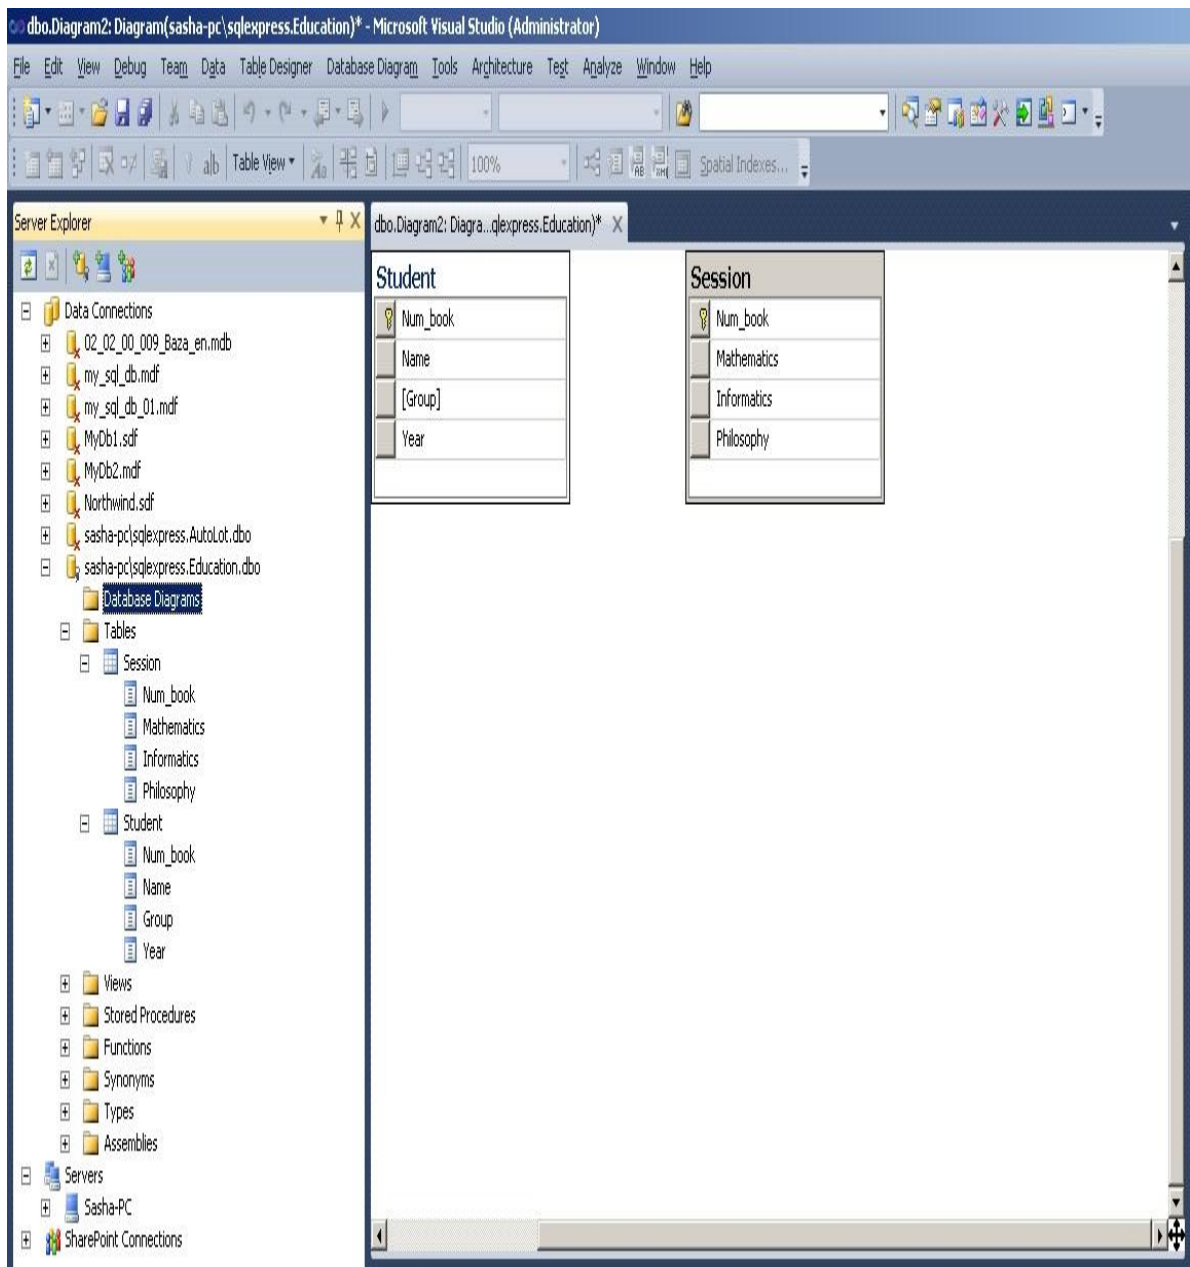 dbo.Diagram2: Diagram(sasha-pc\sqlexpress.Education)* - Microsoft Visual Studio (Administrator)
File Edit View Debug Team Data Table Designer Database Diagram Tools Architecture Test Analyze Window Help
Table View 100% Spatial Indexes...
Server Explorer
dbo.Diagram2: Diagra...qlexpress.Education)*
Data Connections
02_02_00_009_Baza_en.mdb
my_sql_db.mdf
my_sql_db_01.mdf
MyDb1.sdf
MyDb2.mdf
Northwind.sdf
sasha-pc\sqlexpress.AutoLot.dbo
sasha-pc\sqlexpress.Education.dbo
Database Diagrams
Tables
Session
Num_book
Mathematics
Informatics
Philosophy
Student
Num_book
Name
Group
Year
Views
Stored Procedures
Functions
Synonyms
Types
Assemblies
Servers
Sasha-PC
SharePoint Connections
Student
Num_book
Name
[Group]
Year
Session
Num_book
Mathematics
Informatics
Philosophy